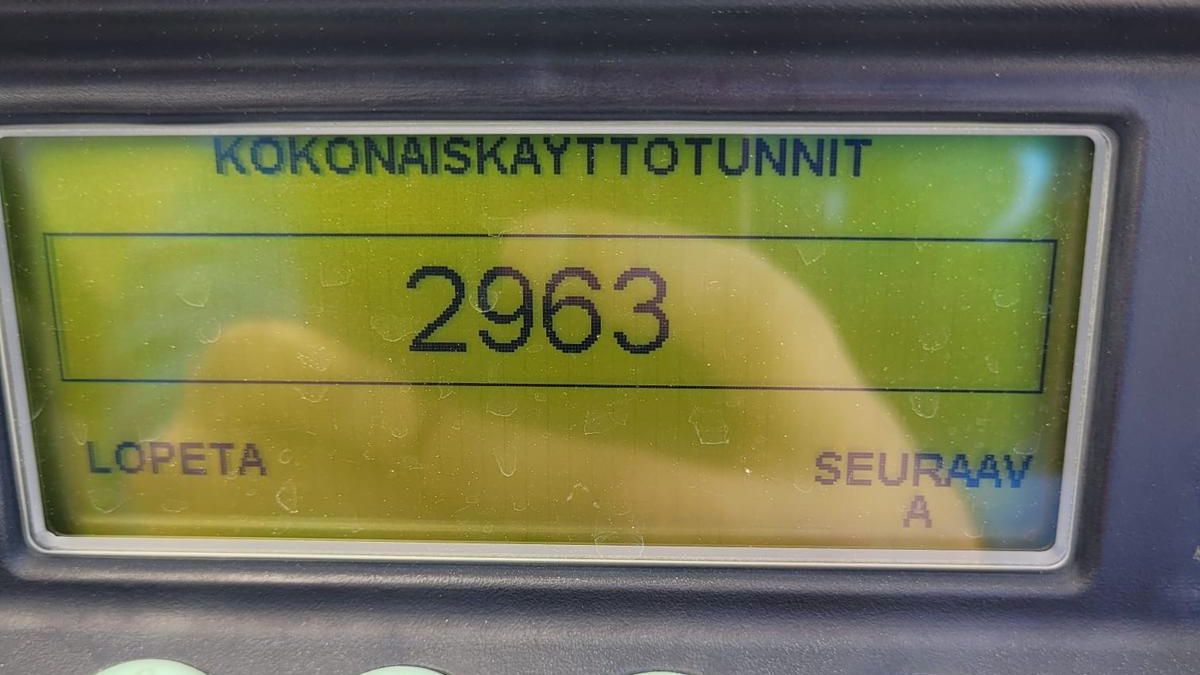 KOKONAISKAYTTOTUNNIT
2963
LOPETA
SEURAAV
A